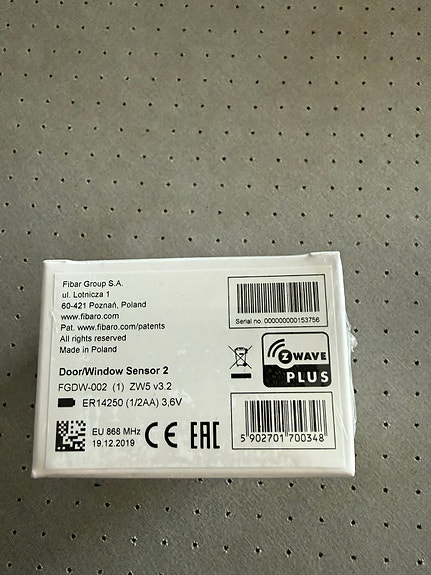 Fibar Group S.A.
ul. Lotnicza 1
60-421 Poznań, Poland
www.fibaro.com
Pat. www.fibaro.com/patents
All rights reserved
Made in Poland
Serial no. 000000000153756
Z WAVE
PLUS
Door/Window Sensor 2
FGDW-002 (1) ZW5 v3.2
ER14250 (1/2AA) 3,6V
EU 868 MHz
19.12.2019
CE EAC
5 902701 700348